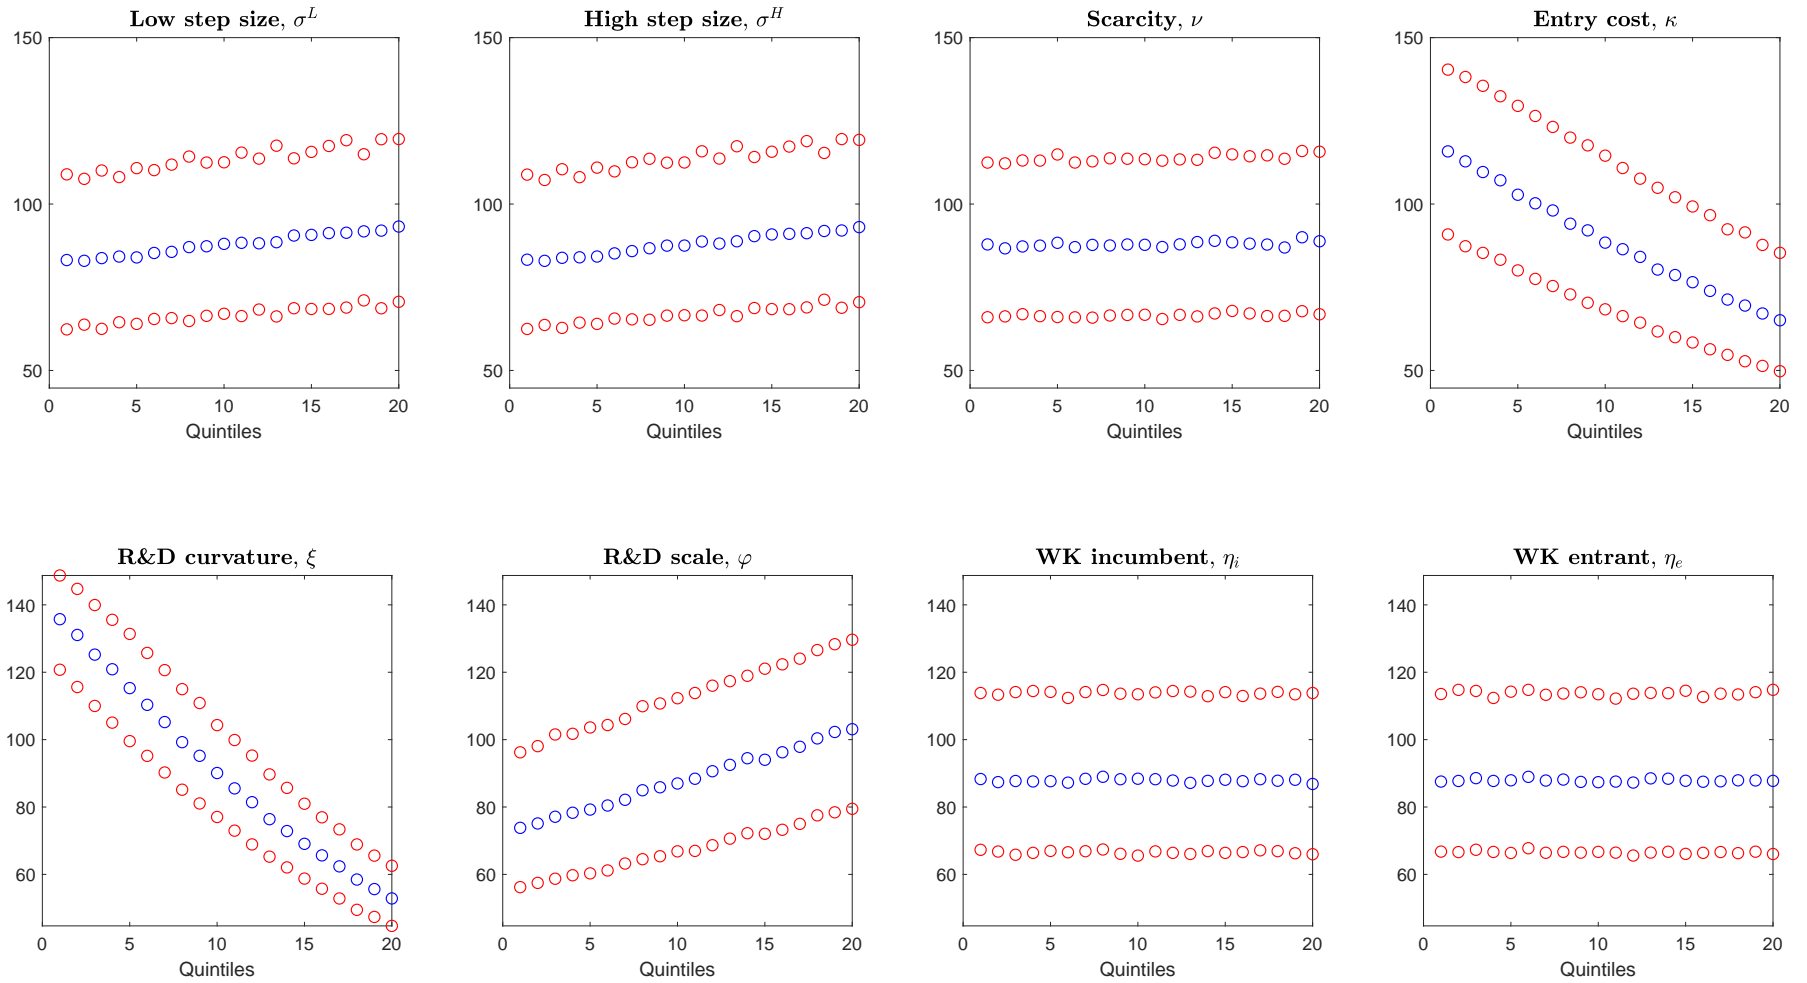 Low step size, σ^L
High step size, σ^H
Scarcity, ν
Entry cost, κ
150
100
50
0 5 10 15 20
Quintiles
150
100
50
0 5 10 15 20
Quintiles
150
100
50
0 5 10 15 20
Quintiles
150
100
50
0 5 10 15 20
Quintiles
R&D curvature, ξ
R&D scale, φ
WK incumbent, η_i
WK entrant, η_e
140
120
100
80
60
0 5 10 15 20
Quintiles
140
120
100
80
60
0 5 10 15 20
Quintiles
140
120
100
80
60
0 5 10 15 20
Quintiles
140
120
100
80
60
0 5 10 15 20
Quintiles